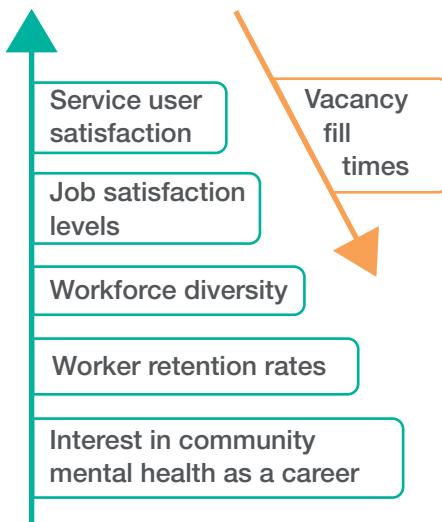 Service user
satisfaction
Job satisfaction
levels
Workforce diversity
Worker retention rates
Interest in community
mental health as a career
Vacancy
fill
times